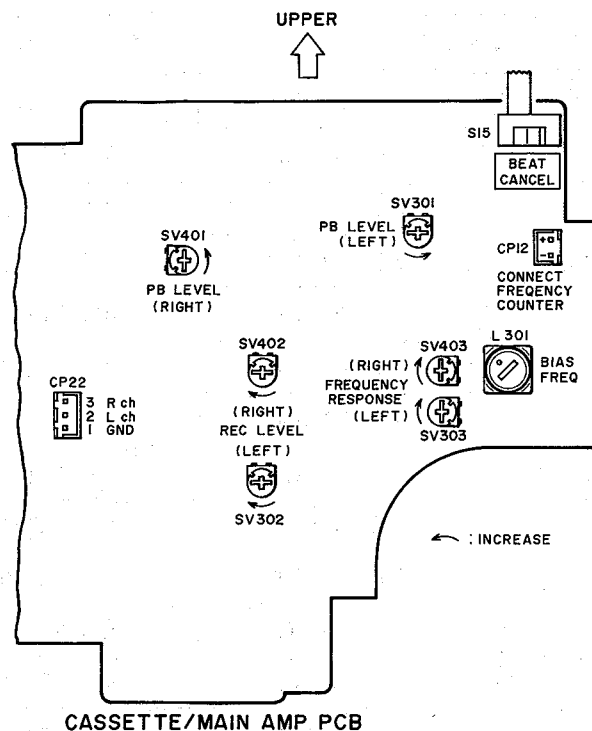 UPPER
S15
BEAT
CANCEL
SV301
PB LEVEL
(LEFT)
SV401
PB LEVEL
(RIGHT)
+
-
CP12
CONNECT
FREQENCY
COUNTER
L 301
BIAS
FREQ
SV402
(RIGHT)
REC LEVEL
(LEFT)
SV302
SV403
(RIGHT)
FREQUENCY
RESPONSE
(LEFT)
SV303
CP22
3 R ch
2 L ch
1 GND
: INCREASE
CASSETTE/MAIN AMP PCB